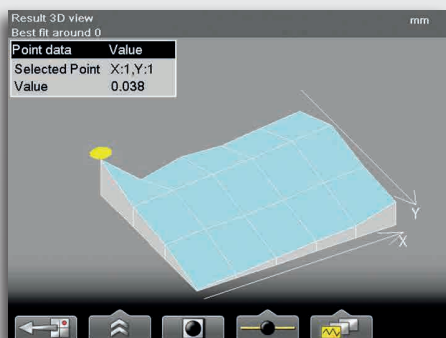 Result 3D view mm
Best fit around 0
Point data Value
Selected Point X:1,Y:1
Value 0.038
Y
X